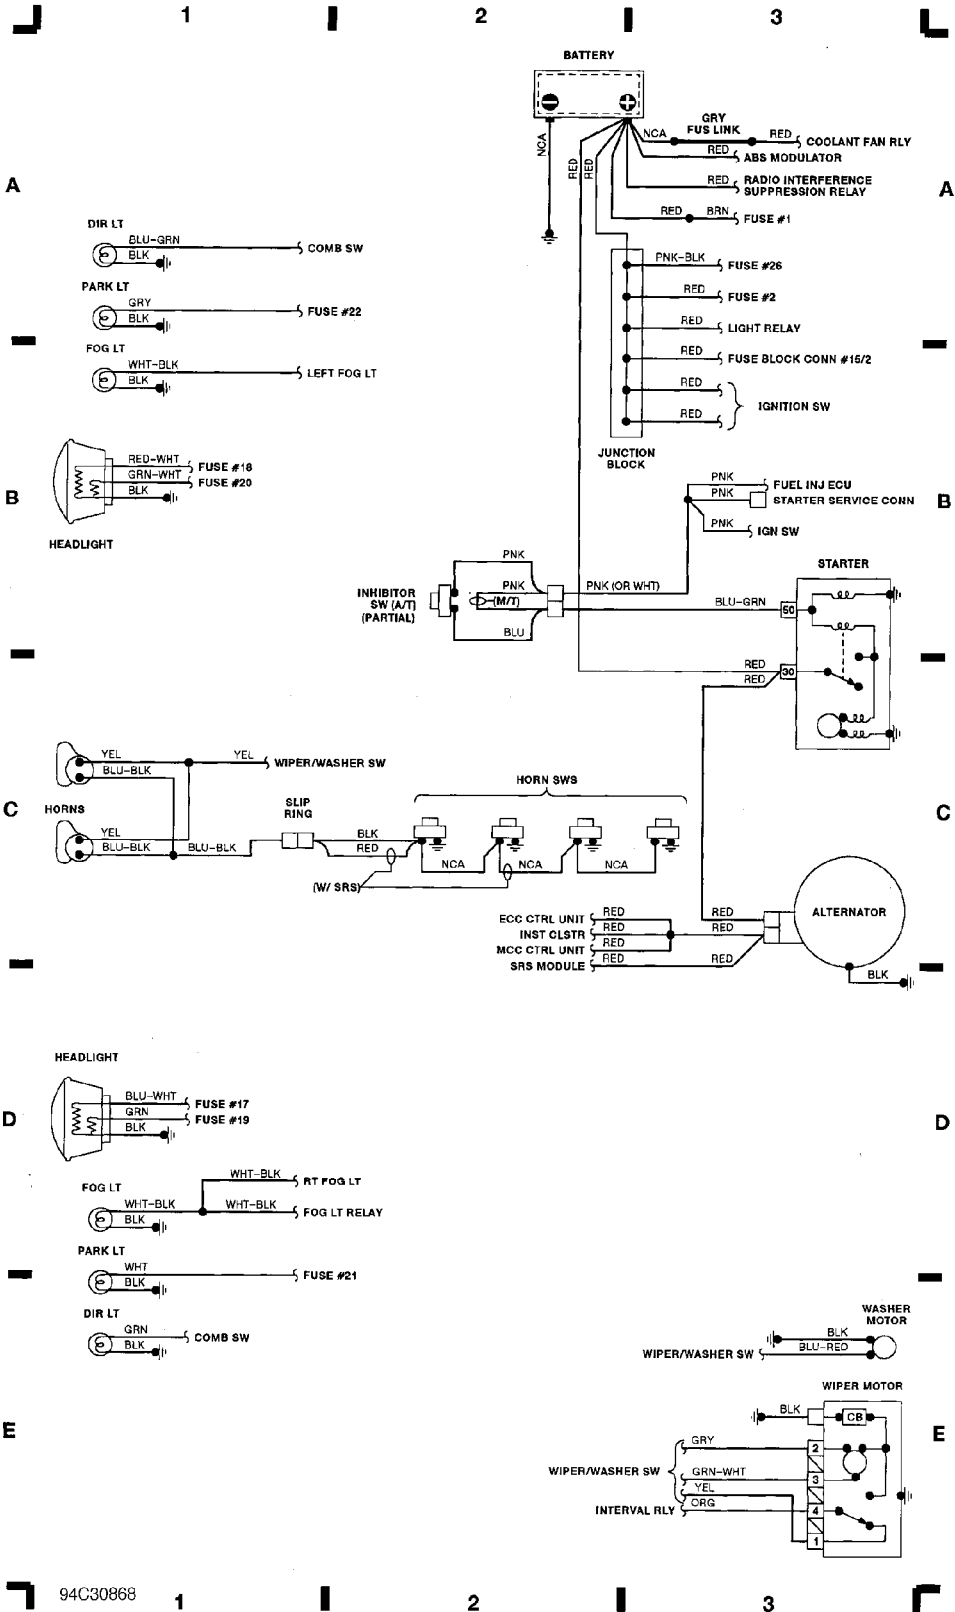 1 2 3
BATTERY
GRY
FUS LINK
NCA RED COOLANT FAN RLY
NCA
RED
RED
RED ABS MODULATOR
RED RADIO INTERFERENCE
SUPPRESSION RELAY
A A
RED BRN FUSE #1
DIR LT
BLU-GRN COMB SW
BLK
PNK-BLK FUSE #26
PARK LT
GRY FUSE #22
BLK
RED FUSE #2
RED LIGHT RELAY
FOG LT
WHT-BLK LEFT FOG LT
BLK
RED FUSE BLOCK CONN #15/2
RED
IGNITION SW
RED
JUNCTION
BLOCK
RED-WHT FUSE #18
GRN-WHT FUSE #20
BLK
B B
HEADLIGHT
PNK FUEL INJ ECU
PNK STARTER SERVICE CONN
PNK IGN SW
STARTER
PNK
INHIBITOR
SW (A/T)
(PARTIAL)
PNK
(M/T)
PNK (OR WHT)
BLU-GRN 50
BLU
RED 30
RED
YEL YEL WIPER/WASHER SW
BLU-BLK
HORN SWS
HORNS
SLIP
RING
C C
YEL
BLU-BLK BLU-BLK
BLK
RED
NCA NCA NCA
(W/ SRS)
ALTERNATOR
ECC CTRL UNIT RED RED
INST CLSTR RED RED
MCC CTRL UNIT RED
SRS MODULE RED RED
BLK
HEADLIGHT
BLU-WHT FUSE #17
GRN FUSE #19
BLK
D D
WHT-BLK RT FOG LT
FOG LT
WHT-BLK WHT-BLK FOG LT RELAY
BLK
PARK LT
WHT FUSE #21
BLK
DIR LT
GRN COMB SW
BLK
WASHER
MOTOR
BLK
WIPER/WASHER SW BLU-RED
WIPER MOTOR
BLK CB
E E
GRY 2
WIPER/WASHER SW GRN-WHT 3
YEL
INTERVAL RLY ORG 4
1
94C30868
1 2 3